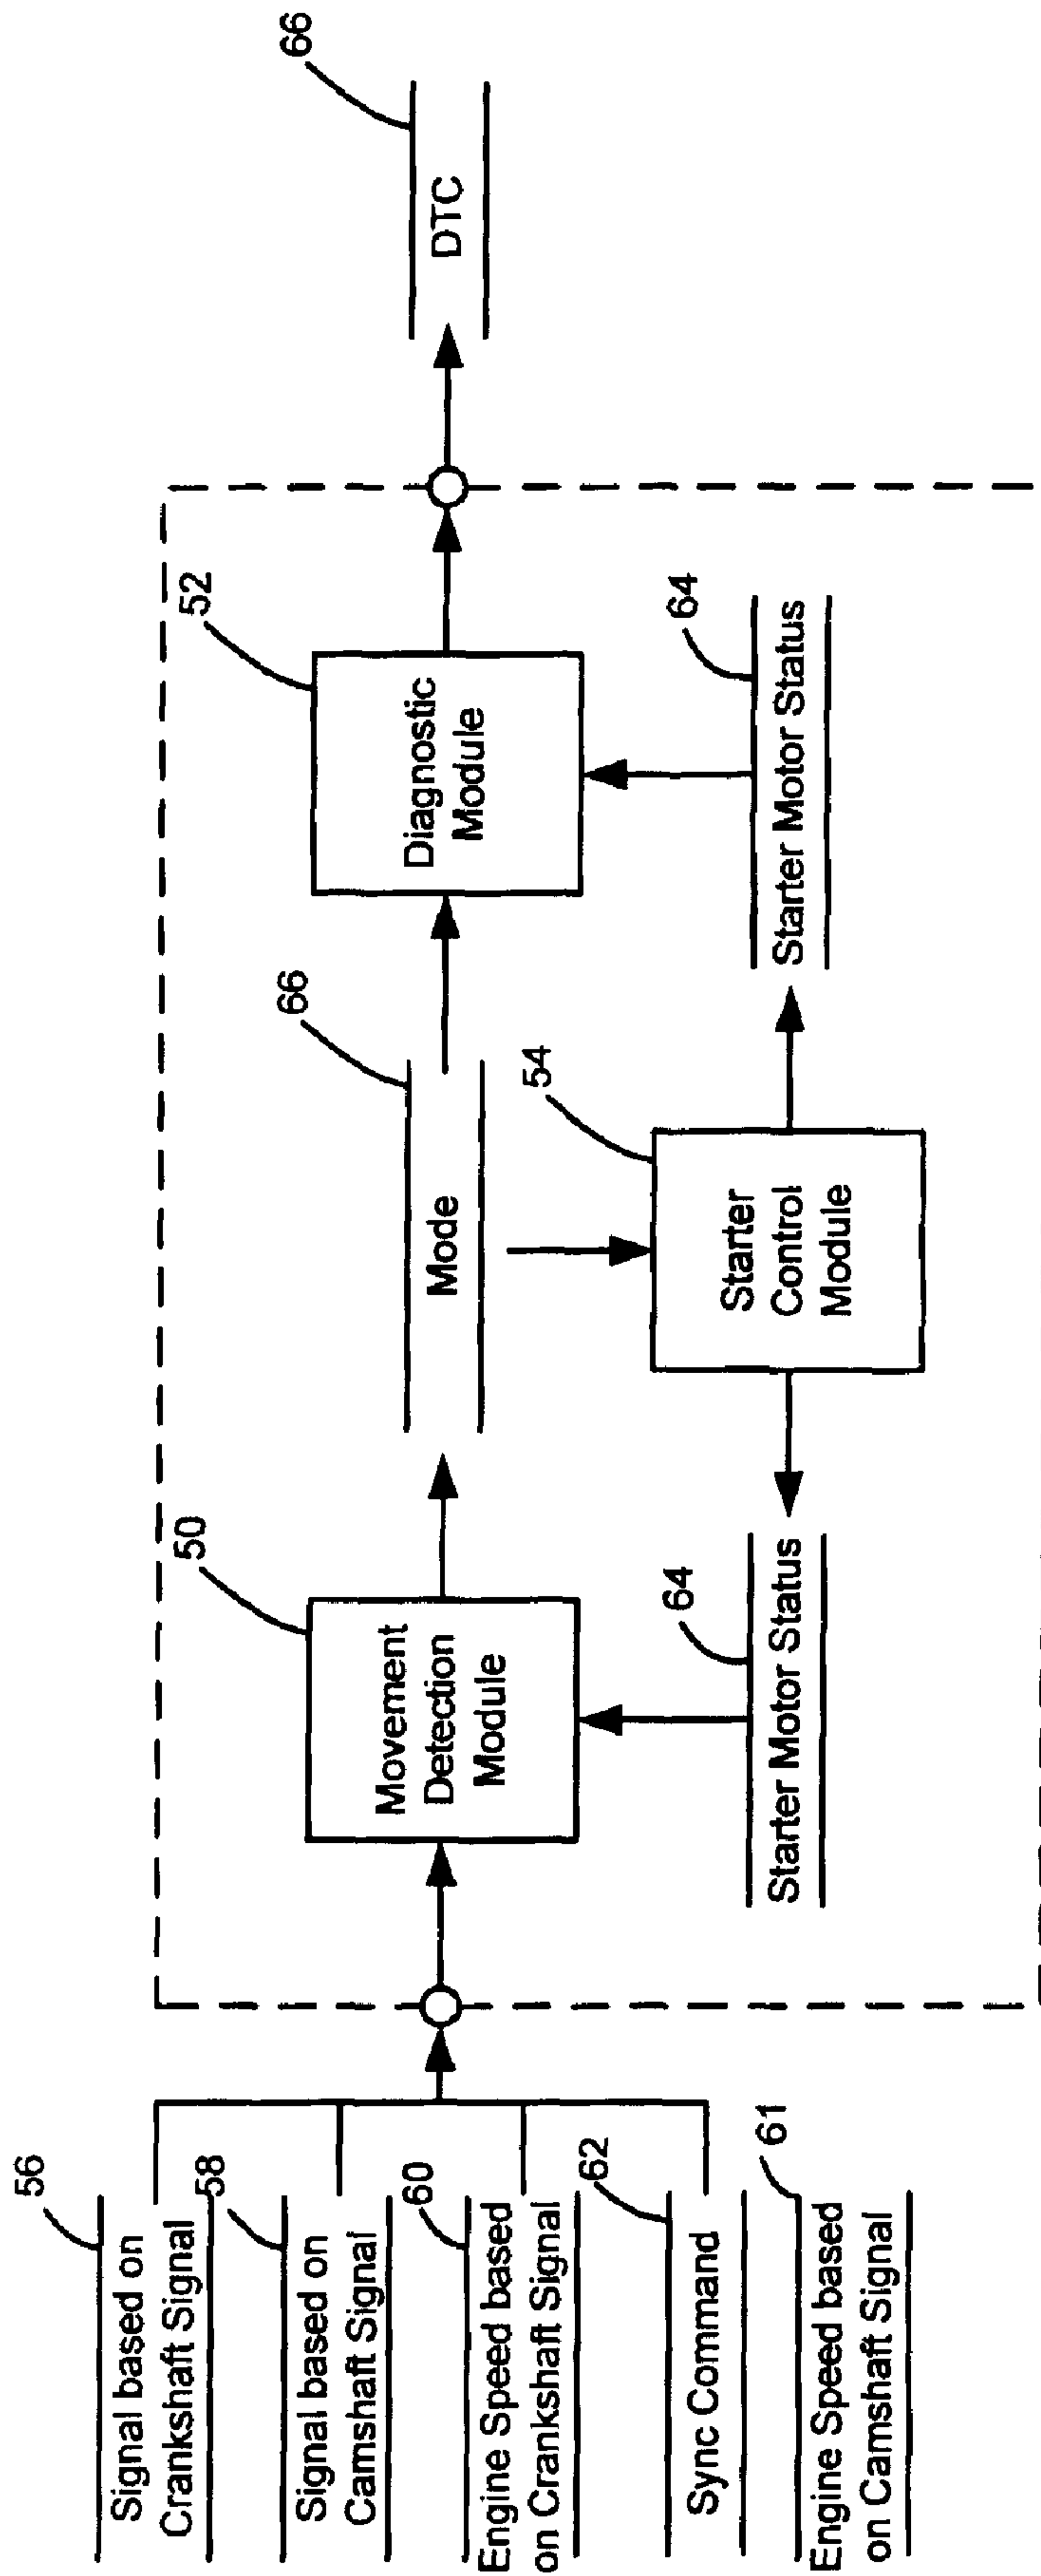 56
Signal based on
Crankshaft Signal
58
Signal based on
Camshaft Signal
60
Engine Speed based
on Crankshaft Signal
62
Sync Command
61
Engine Speed based
on Camshaft Signal
50
Movement
Detection
Module
64
Starter Motor Status
66
Mode
54
Starter
Control
Module
52
Diagnostic
Module
64
Starter Motor Status
66
DTC